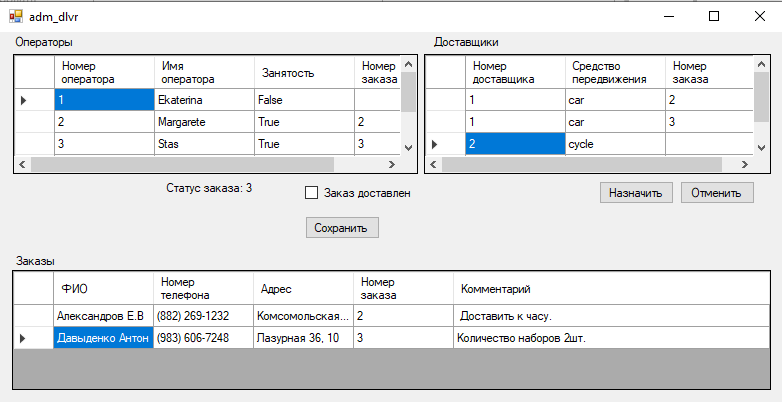 adm_dlvr
Операторы
Номер оператора Имя оператора Занятость Номер заказа
1 Ekaterina False
2 Margarete True 2
3 Stas True 3
Доставщики
Номер доставщика Средство передвижения Номер заказа
1 car 2
1 car 3
2 cycle
Статус заказа: 3
Заказ доставлен
Назначить
Отменить
Сохранить
Заказы
ФИО Номер телефона Адрес Номер заказа Комментарий
Александров Е.В (882) 269-1232 Комсомольская... 2 Доставить к часу.
Давыденко Антон (983) 606-7248 Лазурная 36, 10 3 Количество наборов 2шт.